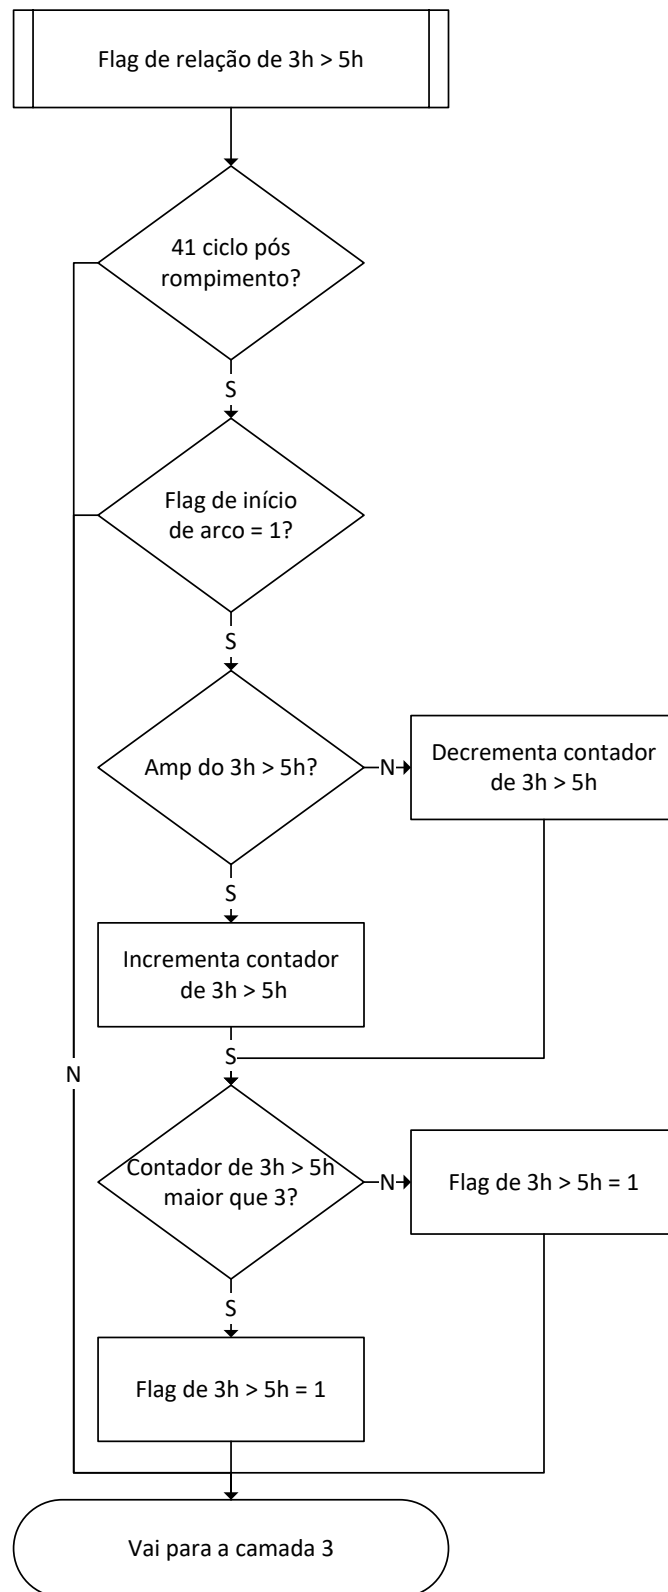 Flag de relação de 3h > 5h
41 ciclo pós
rompimento?
S
Flag de início
de arco = 1?
S
Amp do 3h > 5h?
N
Decrementa contador
de 3h > 5h
S
Incrementa contador
de 3h > 5h
S
N
Contador de 3h > 5h
maior que 3?
N
Flag de 3h > 5h = 1
S
Flag de 3h > 5h = 1
Vai para a camada 3